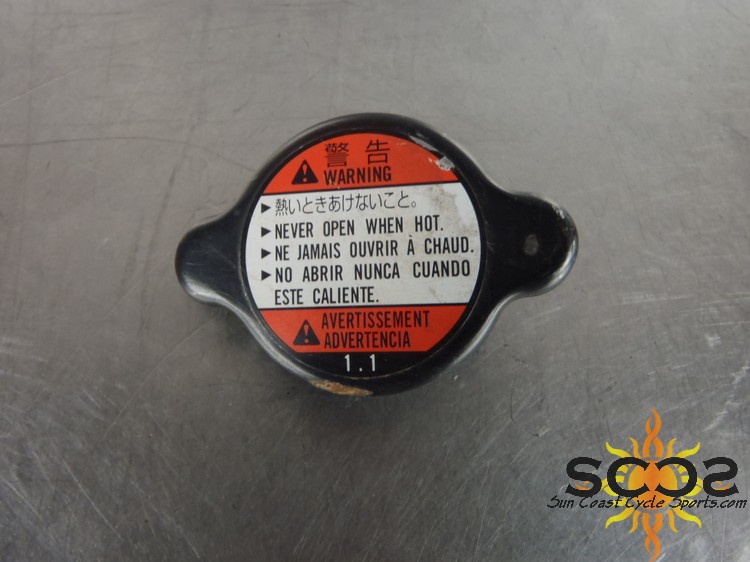 警告
WARNING
熱いときあけないこと。
NEVER OPEN WHEN HOT.
NE JAMAIS OUVRIR À CHAUD.
NO ABRIR NUNCA CUANDO
ESTE CALIENTE.
AVERTISSEMENT
ADVERTENCIA
1.1
SCCS
Sun Coast Cycle Sports.com